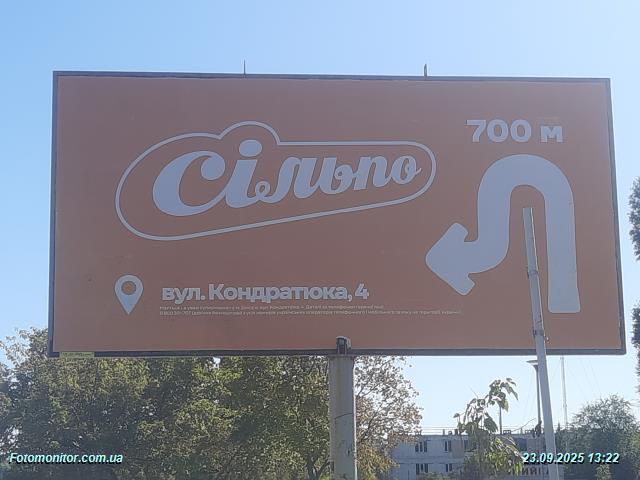 700 м
Сільпо
вул. Кондратюка, 4
Fotomonitor.com.ua
23.09.2025 13:22